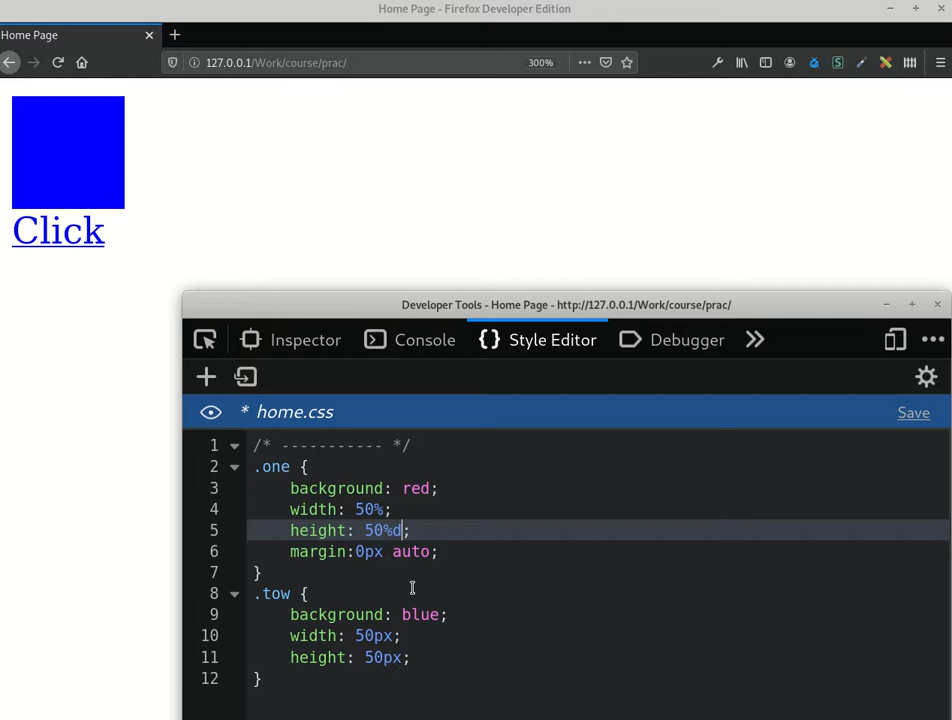 Home Page - Firefox Developer Edition
Home Page
127.0.0.1/Work/course/prac/
300%
Click
Developer Tools - Home Page - http://127.0.0.1/Work/course/prac/
Inspector
Console
{} Style Editor
Debugger
* home.css
Save
1 /* ----------- */
2 .one {
3 background: red;
4 width: 50%;
5 height: 50%d;
6 margin:0px auto;
7 }
8 .tow {
9 background: blue;
10 width: 50px;
11 height: 50px;
12 }